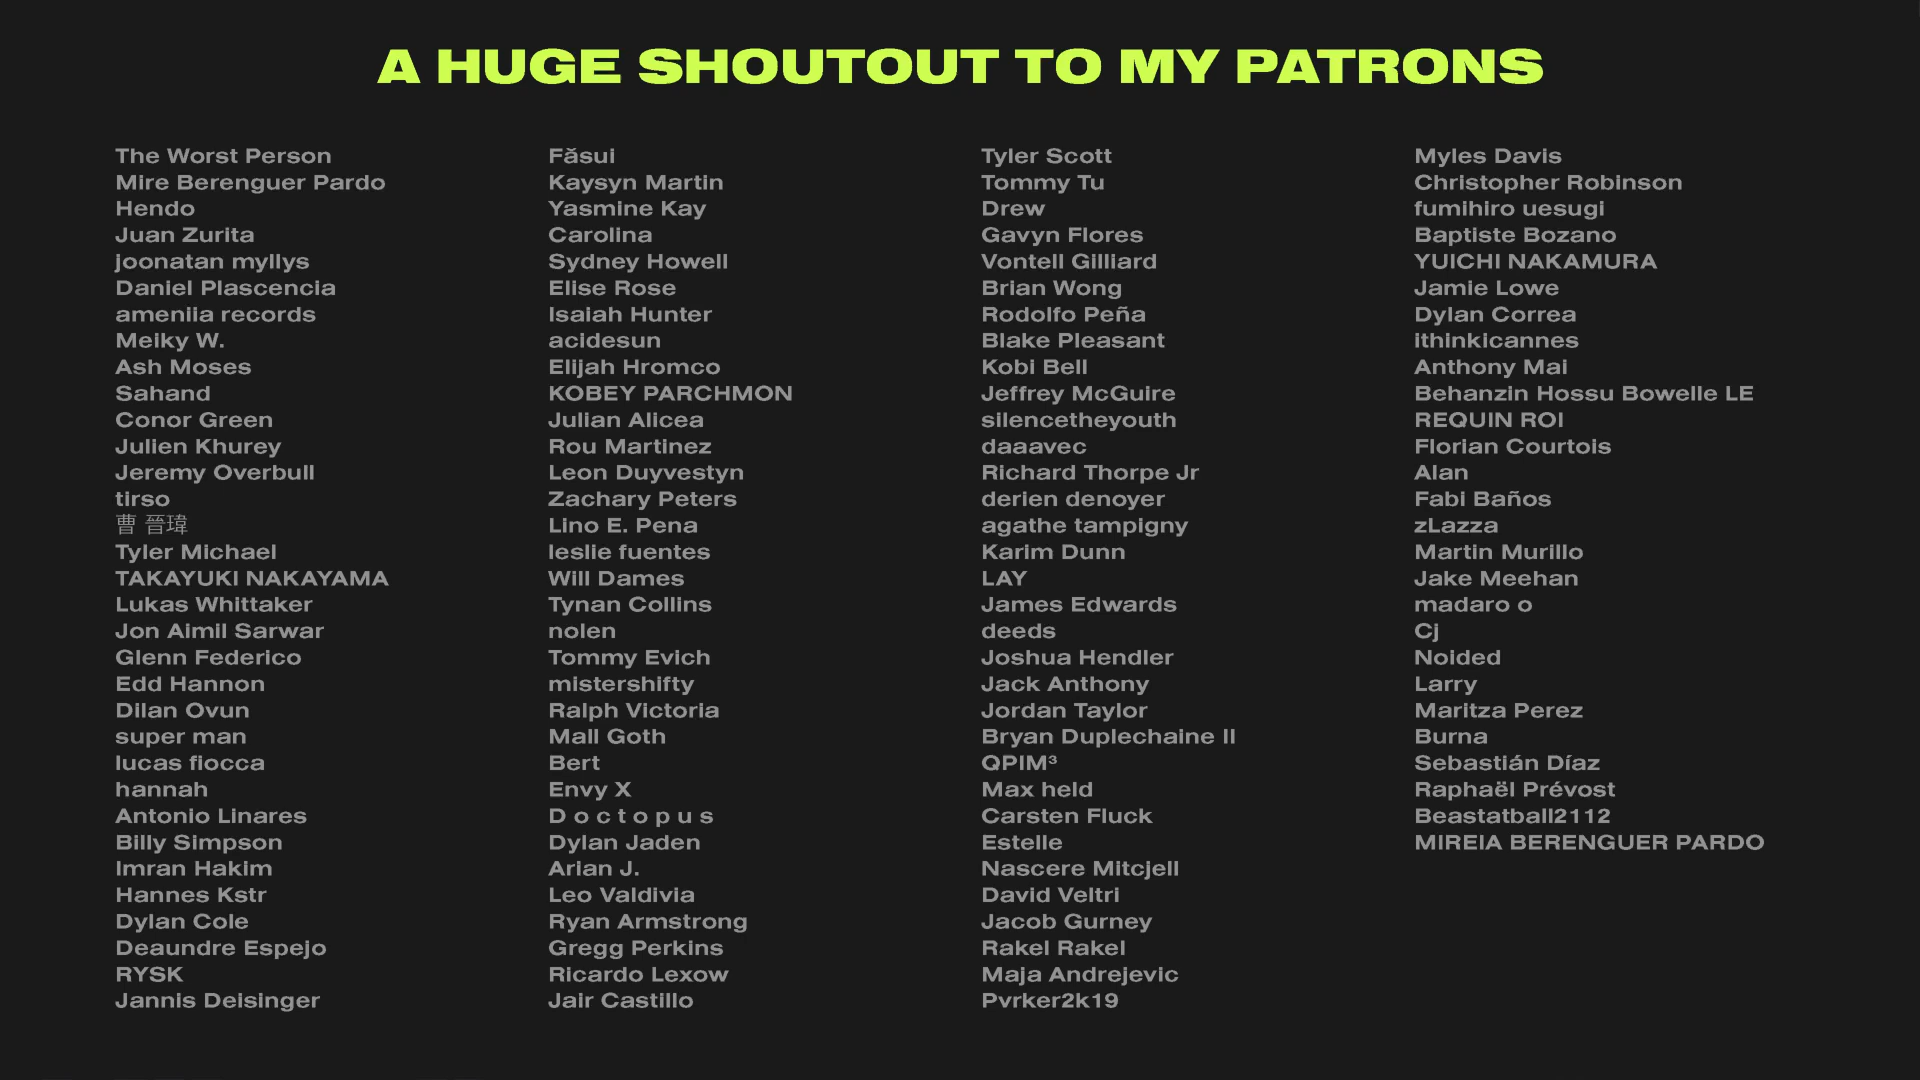 A HUGE SHOUTOUT TO MY PATRONS
The Worst Person
Mire Berenguer Pardo
Hendo
Juan Zurita
joonatan myllys
Daniel Plascencia
ameniia records
Meiky W.
Ash Moses
Sahand
Conor Green
Julien Khurey
Jeremy Overbull
tirso
曹 晉瑋
Tyler Michael
TAKAYUKI NAKAYAMA
Lukas Whittaker
Jon Aimil Sarwar
Glenn Federico
Edd Hannon
Dilan Ovun
super man
lucas fiocca
hannah
Antonio Linares
Billy Simpson
Imran Hakim
Hannes Kstr
Dylan Cole
Deaundre Espejo
RYSK
Jannis Deisinger
Făsui
Kaysyn Martin
Yasmine Kay
Carolina
Sydney Howell
Elise Rose
Isaiah Hunter
acidesun
Elijah Hromco
KOBEY PARCHMON
Julian Alicea
Rou Martinez
Leon Duyvestyn
Zachary Peters
Lino E. Pena
leslie fuentes
Will Dames
Tynan Collins
nolen
Tommy Evich
mistershifty
Ralph Victoria
Mall Goth
Bert
Envy X
D o c t o p u s
Dylan Jaden
Arian J.
Leo Valdivia
Ryan Armstrong
Gregg Perkins
Ricardo Lexow
Jair Castillo
Tyler Scott
Tommy Tu
Drew
Gavyn Flores
Vontell Gilliard
Brian Wong
Rodolfo Peña
Blake Pleasant
Kobi Bell
Jeffrey McGuire
silencetheyouth
daaavec
Richard Thorpe Jr
derien denoyer
agathe tampigny
Karim Dunn
LAY
James Edwards
deeds
Joshua Hendler
Jack Anthony
Jordan Taylor
Bryan Duplechaine II
QPIM³
Max held
Carsten Fluck
Estelle
Nascere Mitcjell
David Veltri
Jacob Gurney
Rakel Rakel
Maja Andrejevic
Pvrker2k19
Myles Davis
Christopher Robinson
fumihiro uesugi
Baptiste Bozano
YUICHI NAKAMURA
Jamie Lowe
Dylan Correa
ithinkicannes
Anthony Mai
Behanzin Hossu Bowelle LE
REQUIN ROI
Florian Courtois
Alan
Fabi Baños
zLazza
Martin Murillo
Jake Meehan
madaro o
Cj
Noided
Larry
Maritza Perez
Burna
Sebastián Díaz
Raphaël Prévost
Beastatball2112
MIREIA BERENGUER PARDO